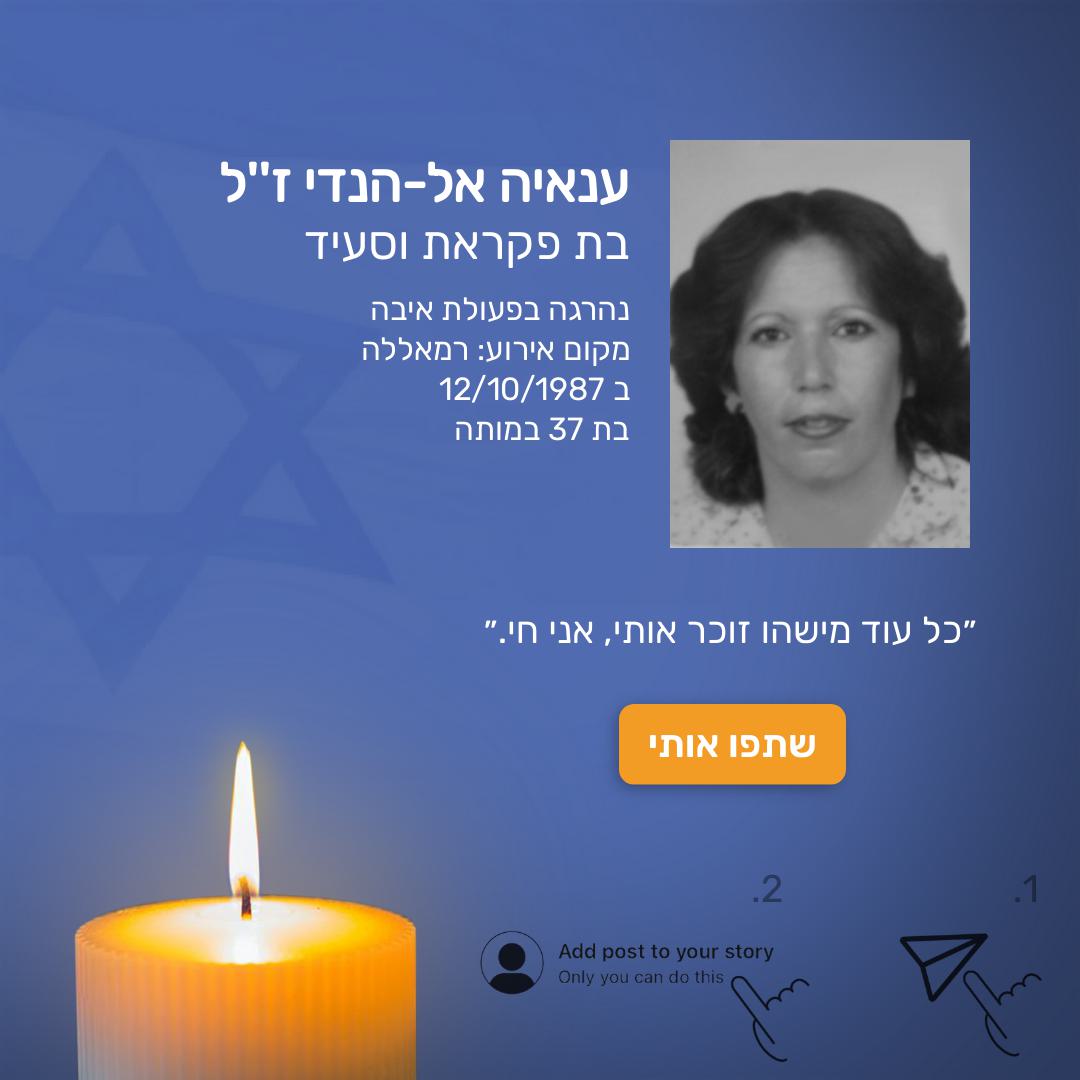 ענאיה אל-הנדי ז"ל
בת פקראת וסעיד
נהרגה בפעולת איבה
מקום אירוע: רמאללה
ב 12/10/1987
בת 37 במותה
״כל עוד מישהו זוכר אותי, אני חי.״
שתפו אותי
1.
2.
Add post to your story
Only you can do this